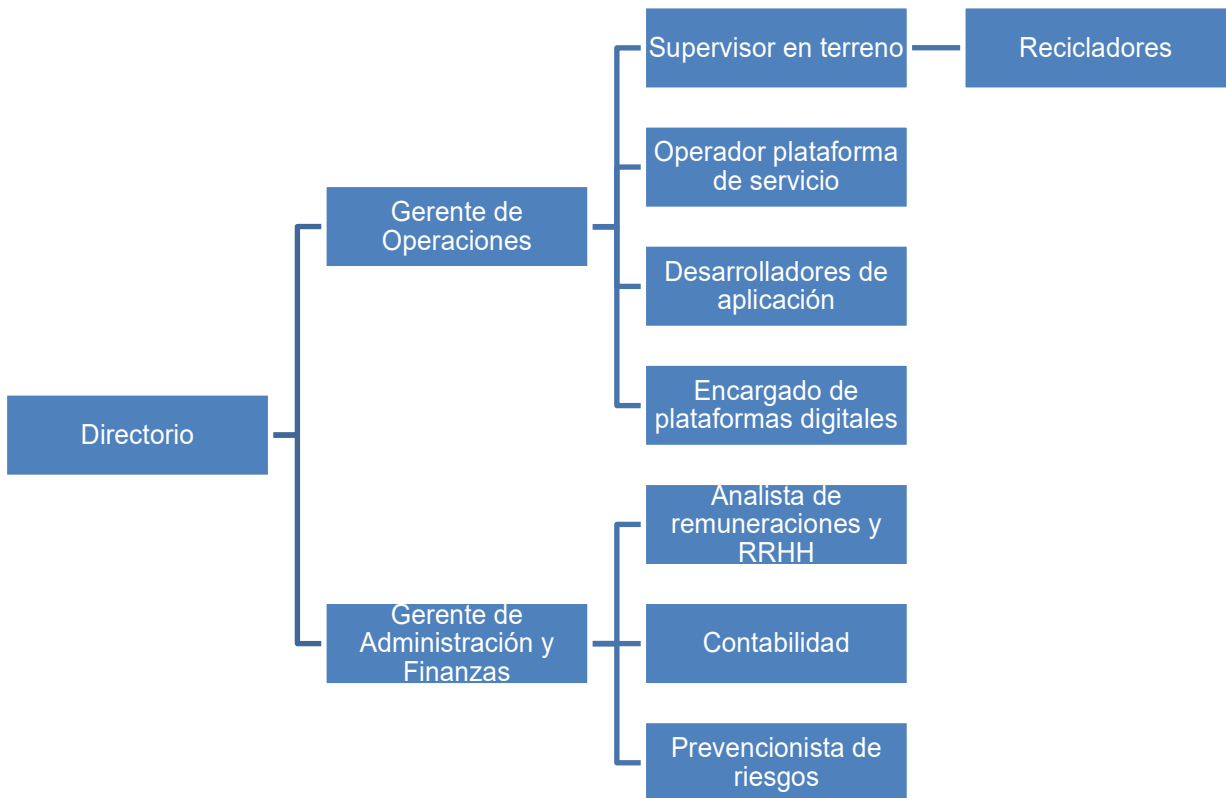 Supervisor en terreno
Recicladores
Operador plataforma
de servicio
Gerente de
Operaciones
Desarrolladores de
aplicación
Encargado de
plataformas digitales
Directorio
Analista de
remuneraciones y
RRHH
Gerente de
Administración y
Finanzas
Contabilidad
Prevencionista de
riesgos